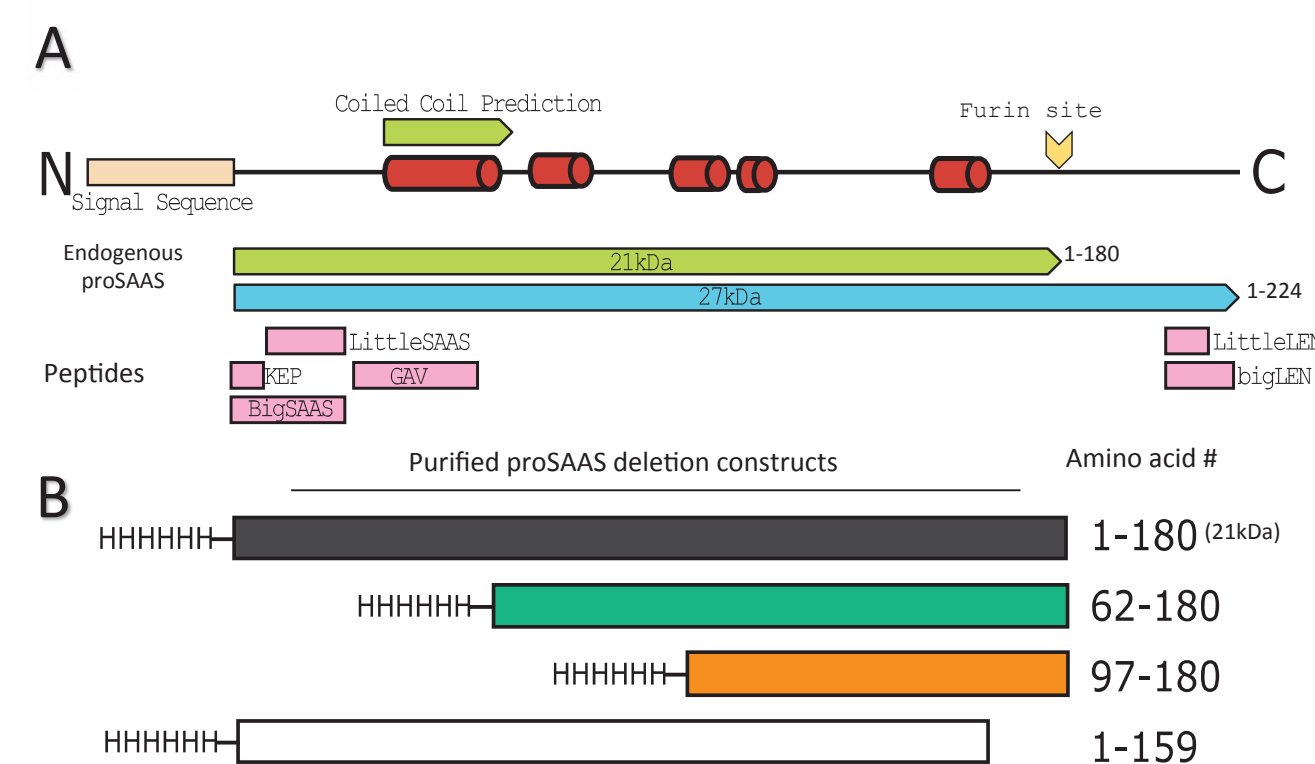 A
Coiled Coil Prediction
Furin site
N
C
Signal Sequence
Endogenous
proSAAS
21kDa
1-180
27kDa
1-224
LittleSAAS
LittleLEN
Peptides
KEP
GAV
bigLEN
BigSAAS
Purified proSAAS deletion constructs
Amino acid #
B
HHHHHH
1-180 (21kDa)
HHHHHH
62-180
HHHHHH
97-180
HHHHHH
1-159